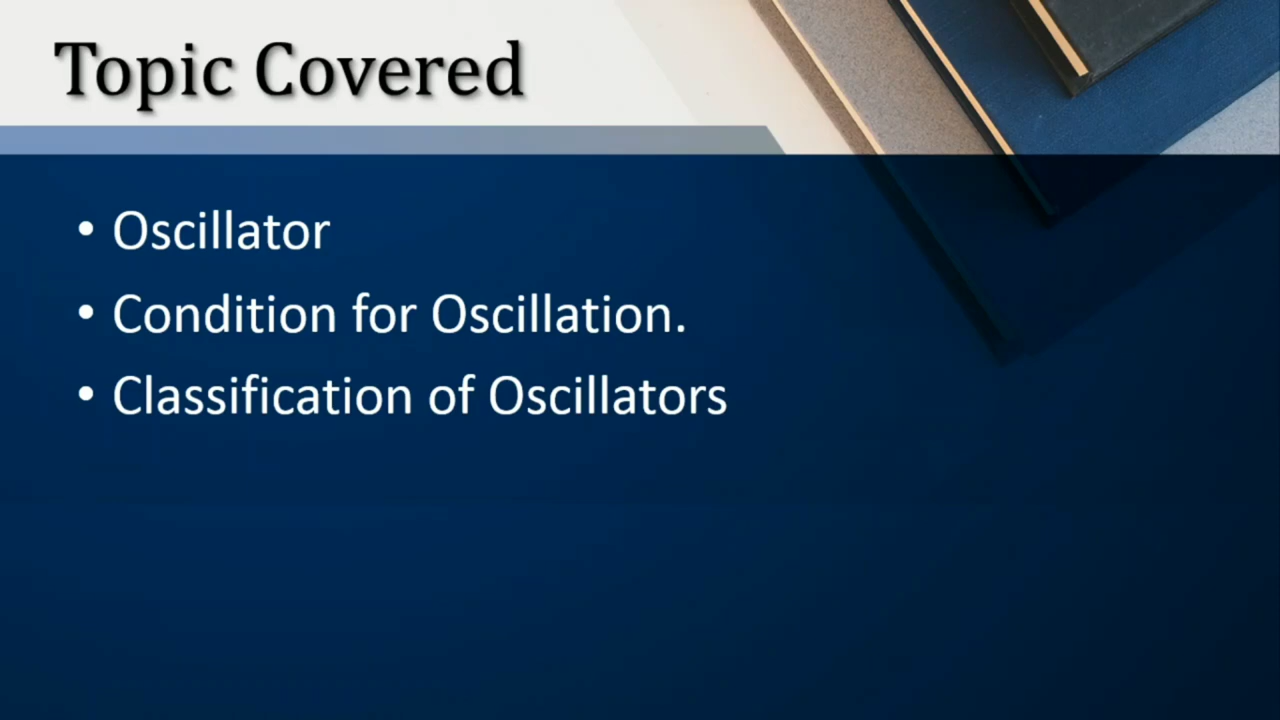 Topic Covered
• Oscillator
• Condition for Oscillation.
• Classification of Oscillators